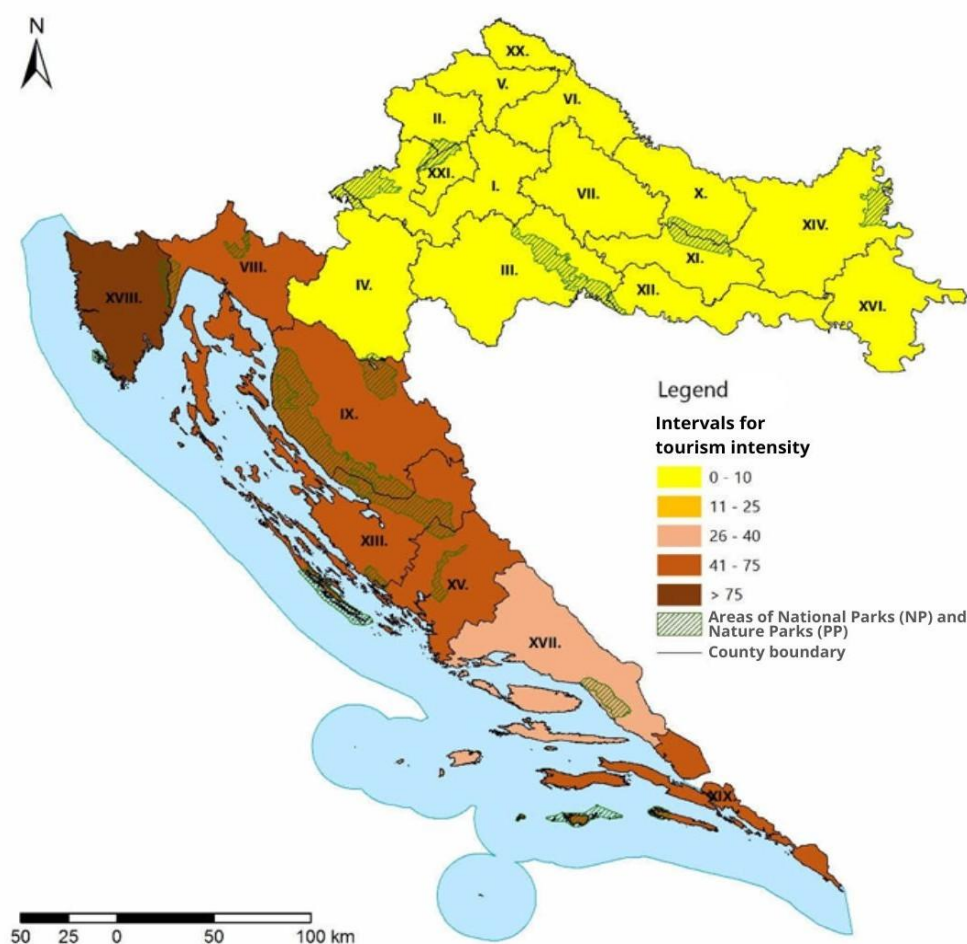 N
XX.
V.
VI.
II.
XXI.
I.
VII.
X.
XIV.
XI.
VIII.
III.
IV.
XII.
XVI.
XVIII.
IX.
XIII.
XV.
XVII.
XIX.
Legend
Intervals for
tourism intensity
0 - 10
11 - 25
26 - 40
41 - 75
> 75
Areas of National Parks (NP) and
Nature Parks (PP)
County boundary
50 25 0 50 100 km